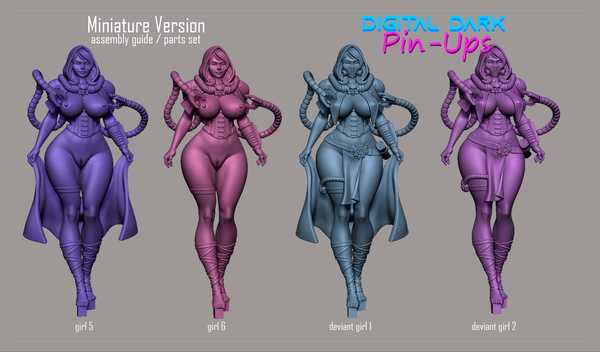 Miniature Version
assembly guide / parts set
DIGITAL DARK
Pin-Ups
girl 5
girl 6
deviant girl 1
deviant girl 2